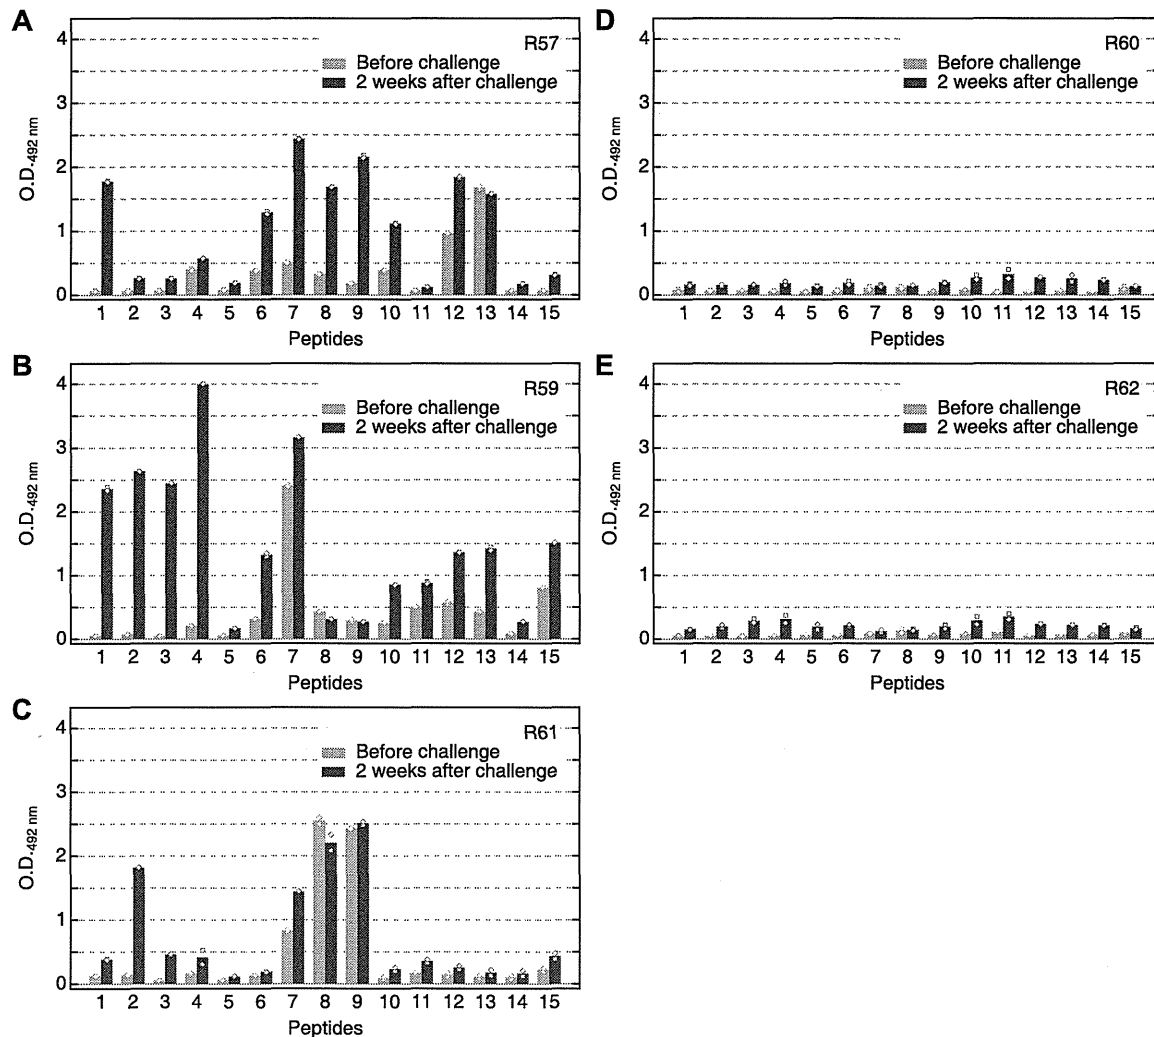 A
R57
Before challenge
2 weeks after challenge
4
3
2
1
0
O.D.492 nm
1 2 3 4 5 6 7 8 9 10 11 12 13 14 15
Peptides
B
R59
Before challenge
2 weeks after challenge
4
3
2
1
0
O.D.492 nm
1 2 3 4 5 6 7 8 9 10 11 12 13 14 15
Peptides
C
R61
Before challenge
2 weeks after challenge
4
3
2
1
0
O.D.492 nm
1 2 3 4 5 6 7 8 9 10 11 12 13 14 15
Peptides
D
R60
Before challenge
2 weeks after challenge
4
3
2
1
0
O.D.492 nm
1 2 3 4 5 6 7 8 9 10 11 12 13 14 15
Peptides
E
R62
Before challenge
2 weeks after challenge
4
3
2
1
0
O.D.492 nm
1 2 3 4 5 6 7 8 9 10 11 12 13 14 15
Peptides